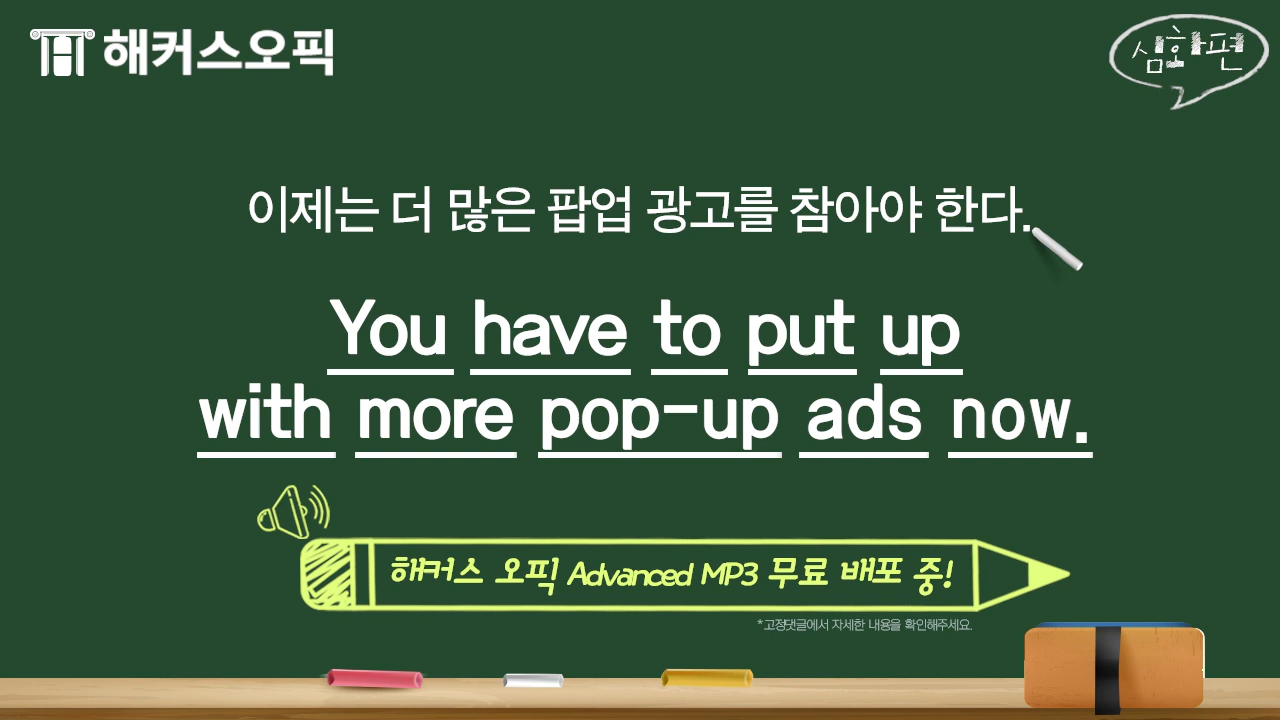 해커스오픽
심화편
이제는 더 많은 팝업 광고를 참아야 한다.
You have to put up
with more pop-up ads now.
해커스 오픽 Advanced MP3 무료 배포 중!
*고정댓글에서 자세한 내용을 확인해주세요.